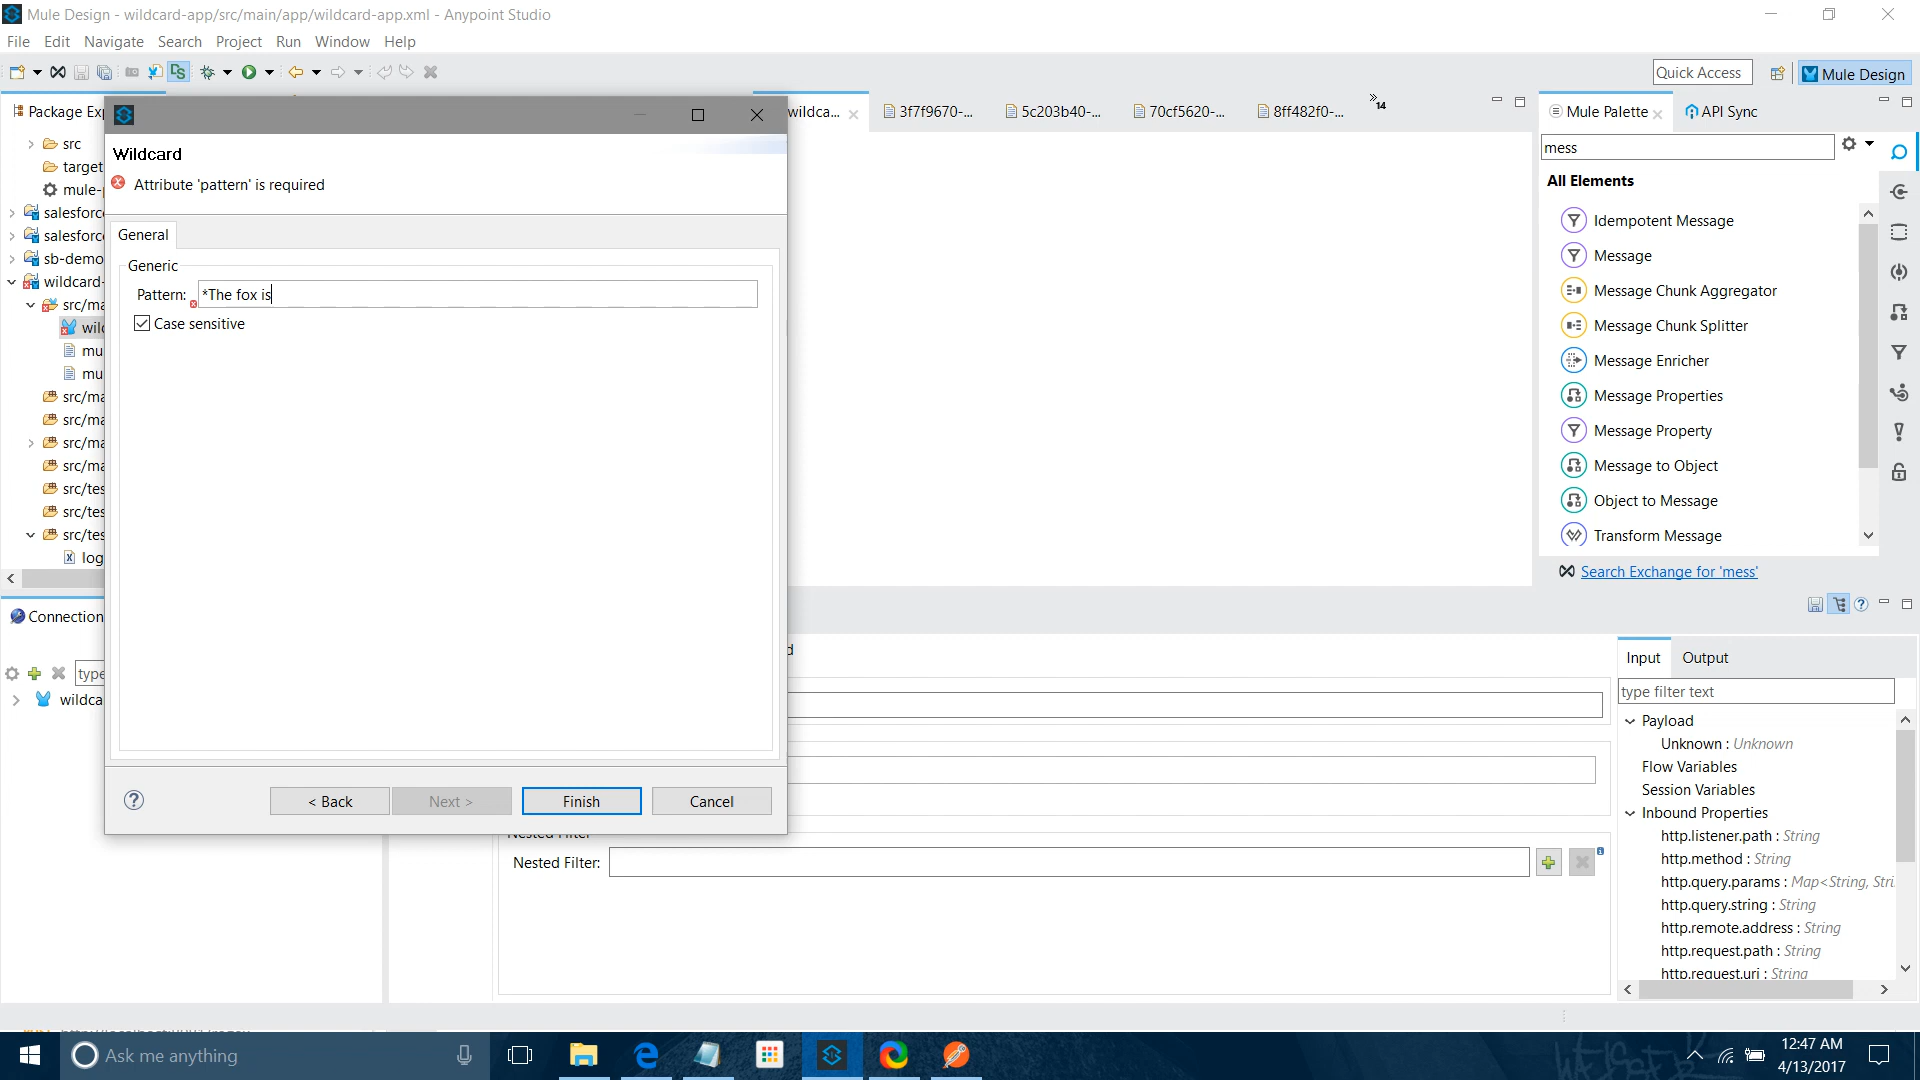 Mule Design - wildcard-app/src/main/app/wildcard-app.xml - Anypoint Studio
File Edit Navigate Search Project Run Window Help
Quick Access
Mule Design
Package Exp
wildca...
3f7f9670-...
5c203b40-...
70cf5620-...
8ff482f0-...
14
Mule Palette
API Sync
src
target
mule-p
salesforc
salesforc
sb-demo
wildcard-
src/ma
wild
mu
mu
src/ma
src/ma
src/ma
src/ma
src/tes
src/tes
src/tes
log
Wildcard
Attribute 'pattern' is required
General
Generic
Pattern: *The fox is
Case sensitive
< Back
Next >
Finish
Cancel
mess
All Elements
Idempotent Message
Message
Message Chunk Aggregator
Message Chunk Splitter
Message Enricher
Message Properties
Message Property
Message to Object
Object to Message
Transform Message
Search Exchange for 'mess'
Connection
type
wildca
d
Nested Filter
Nested Filter:
Input
Output
type filter text
Payload
Unknown : Unknown
Flow Variables
Session Variables
Inbound Properties
http.listener.path : String
http.method : String
http.query.params : Map<String, Stri
http.query.string : String
http.remote.address : String
http.request.path : String
http.request.uri : String
Ask me anything
12:47 AM
4/13/2017